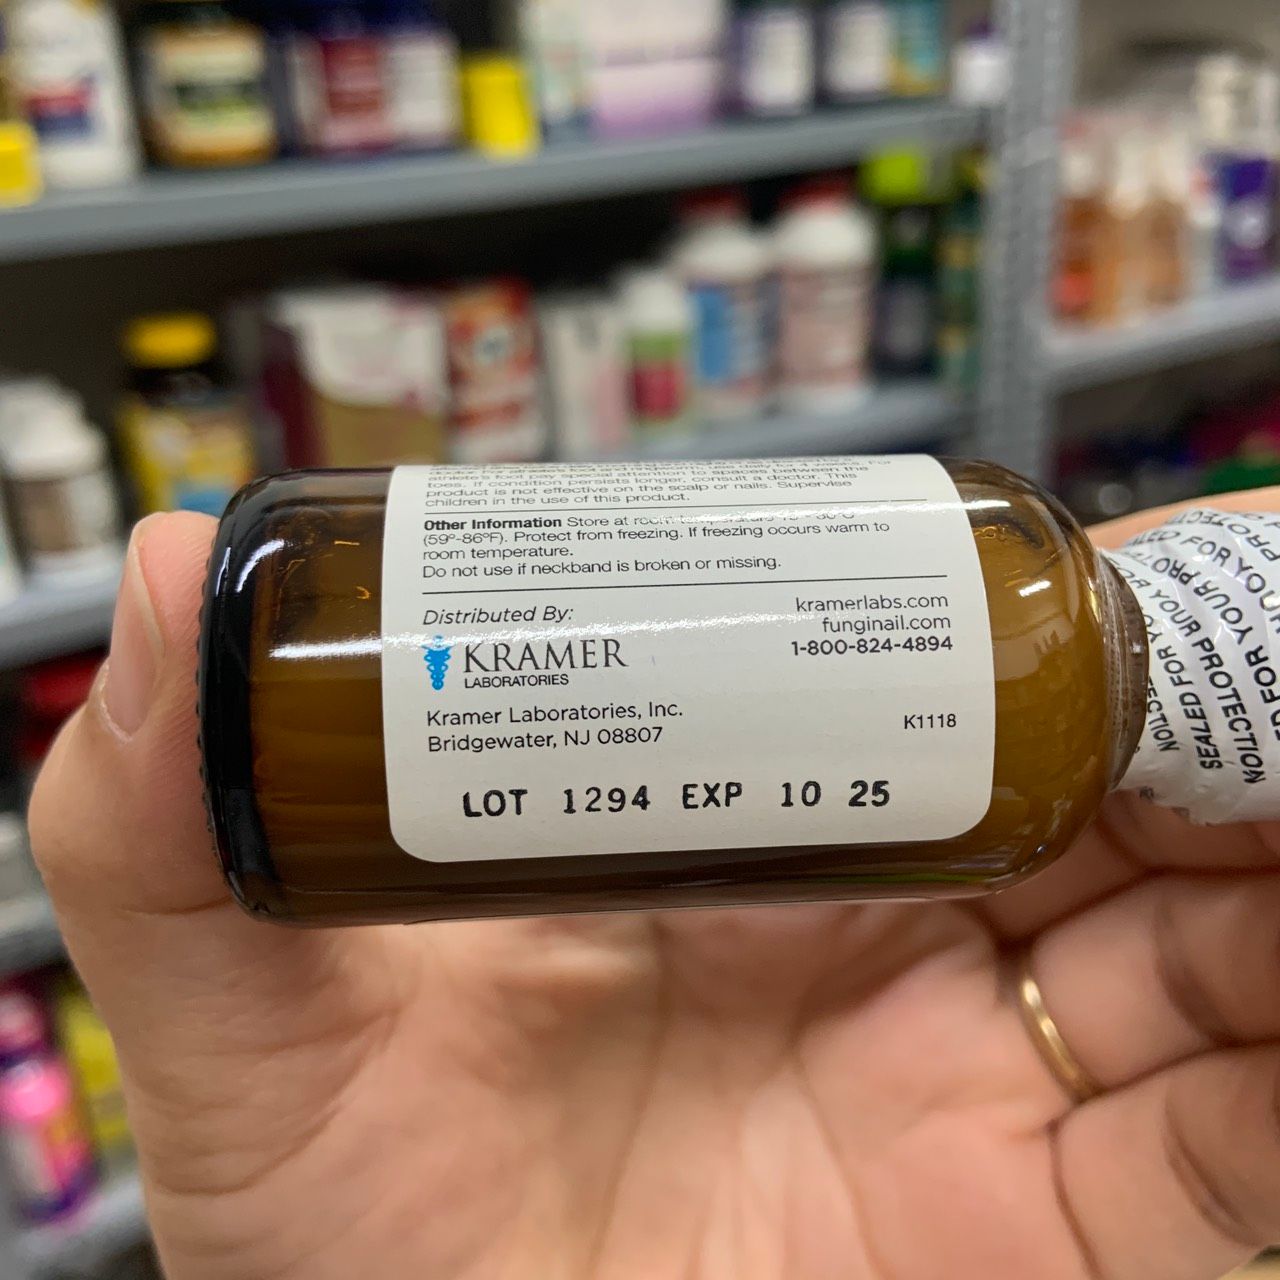 athlete's foot pay special attention to spaces between the
toes. If condition persists longer, consult a doctor. This
product is not effective on the scalp or nails. Supervise
children in the use of this product.
Other Information Store at room temperature
(59°-86°F). Protect from freezing. If freezing occurs warm to
room temperature.
Do not use if neckband is broken or missing.
Distributed By:
KRAMER
LABORATORIES
kramerlabs.com
funginail.com
1-800-824-4894
Kramer Laboratories, Inc.
Bridgewater, NJ 08807
K1118
LOT 1294 EXP 10 25
SEALED FOR YOUR
PROTECTION